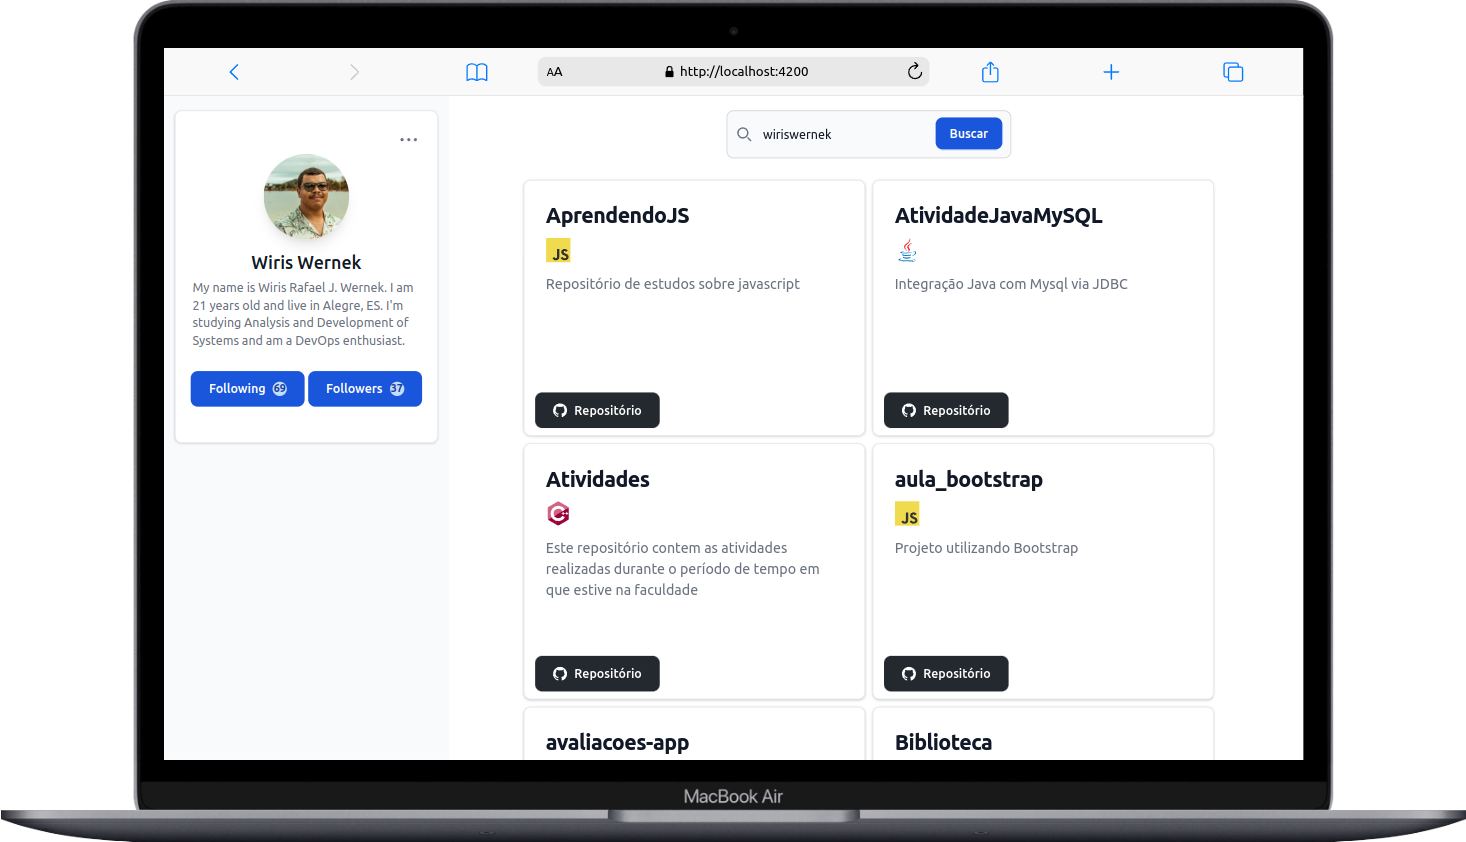 AA
http://localhost:4200
wiriswernek
Buscar
Wiris Wernek
My name is Wiris Rafael J. Wernek. I am
21 years old and live in Alegre, ES. I'm
studying Analysis and Development of
Systems and am a DevOps enthusiast.
Following 69
Followers 37
AprendendoJS
JS
Repositório de estudos sobre javascript
Repositório
AtividadeJavaMySQL
Integração Java com Mysql via JDBC
Repositório
Atividades
C
Este repositório contem as atividades
realizadas durante o período de tempo em
que estive na faculdade
Repositório
aula_bootstrap
JS
Projeto utilizando Bootstrap
Repositório
avaliacoes-app
Biblioteca
MacBook Air